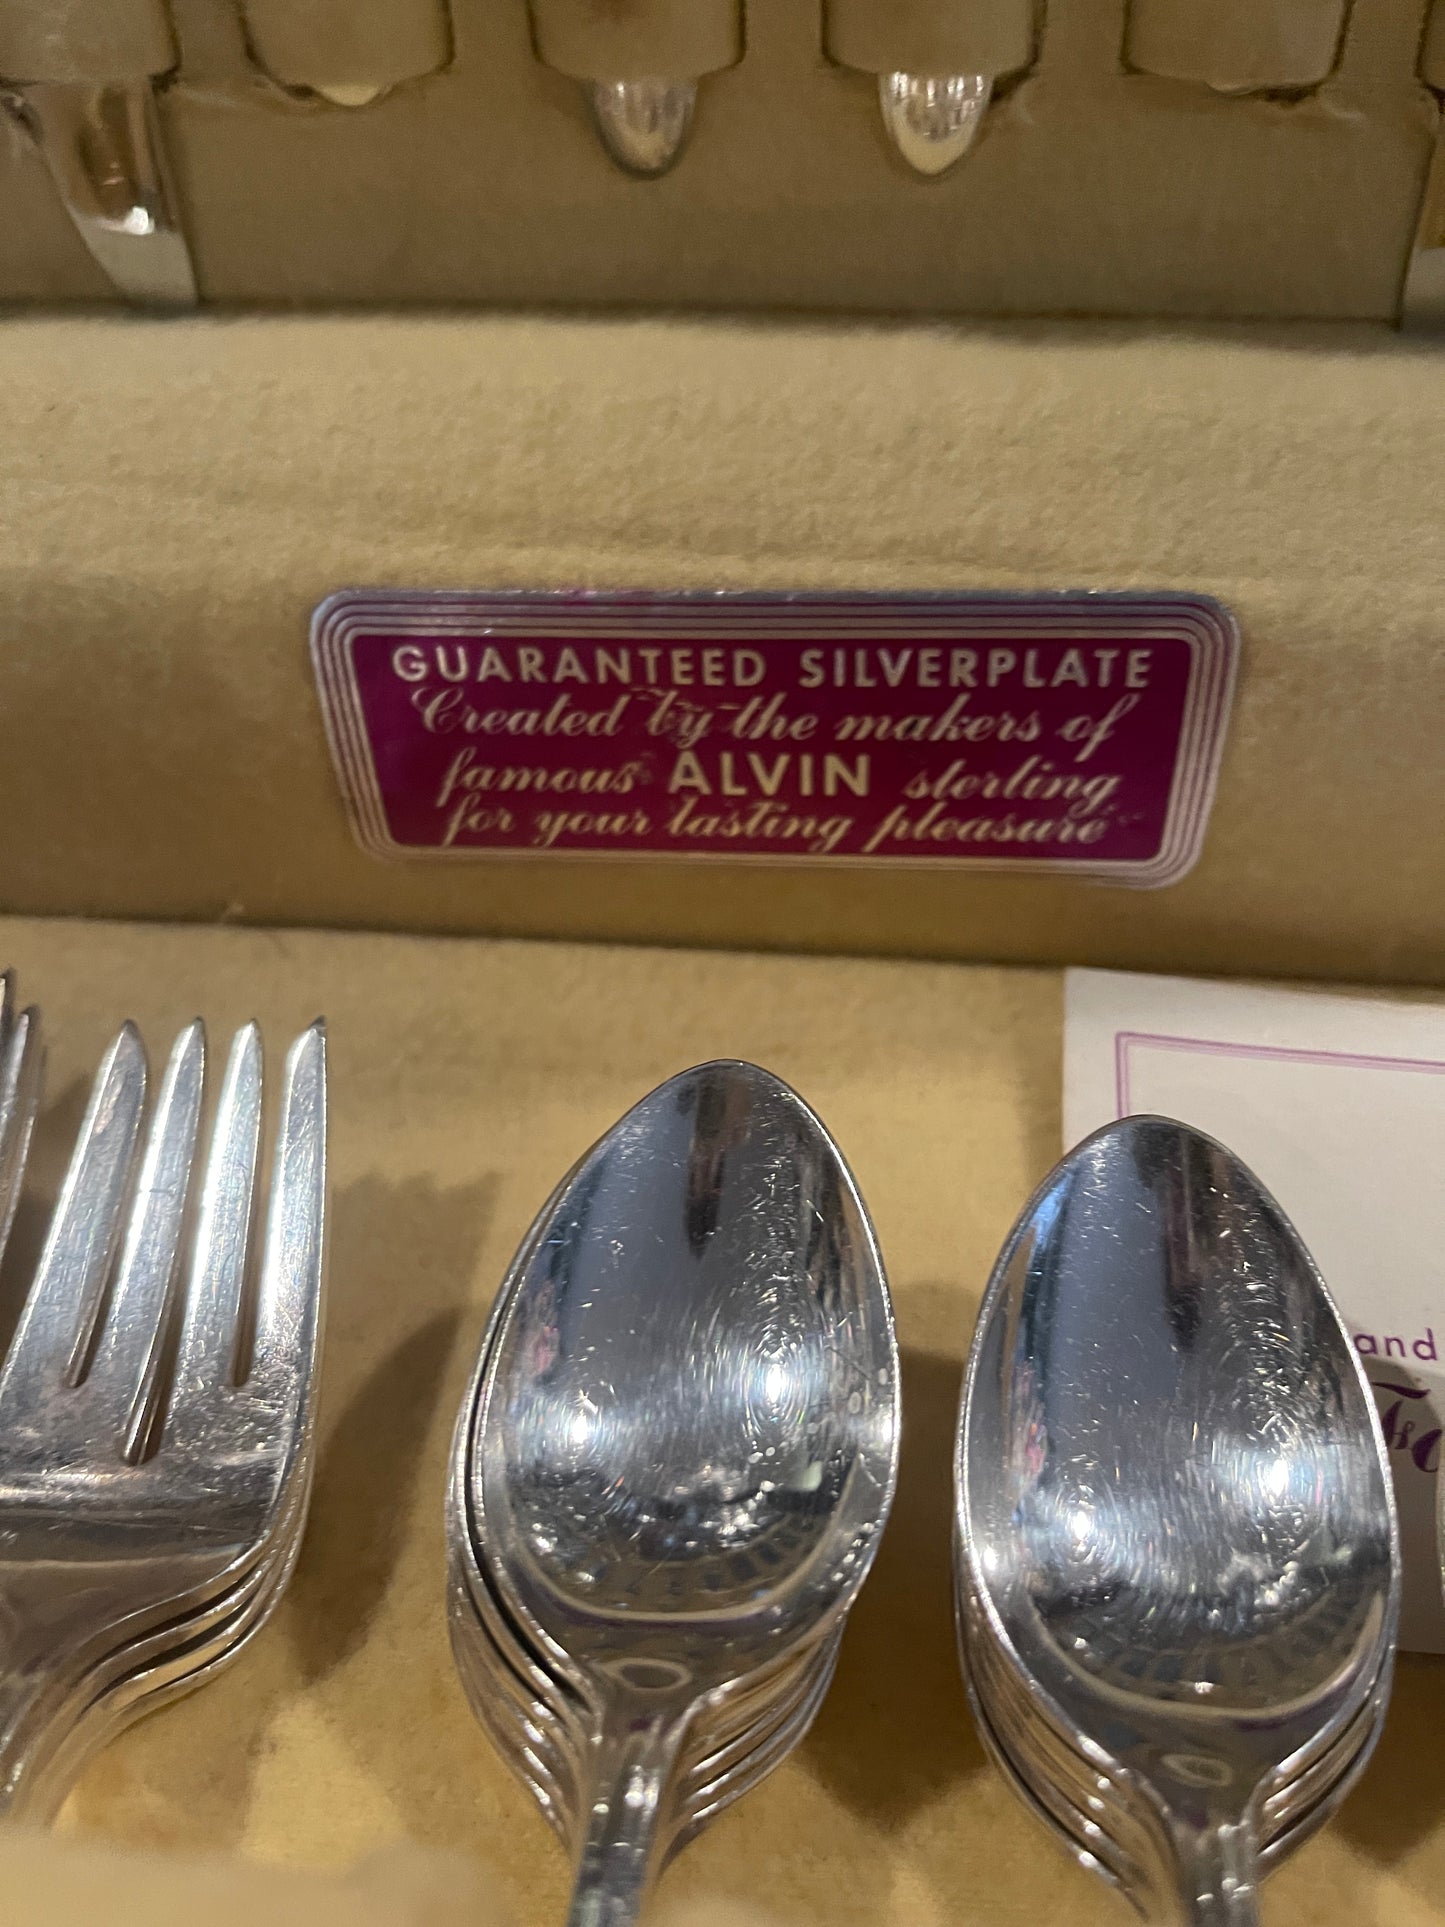 GUARANTEED SILVERPLATE
Created by the makers of
famous ALVIN sterling
for your lasting pleasure
and